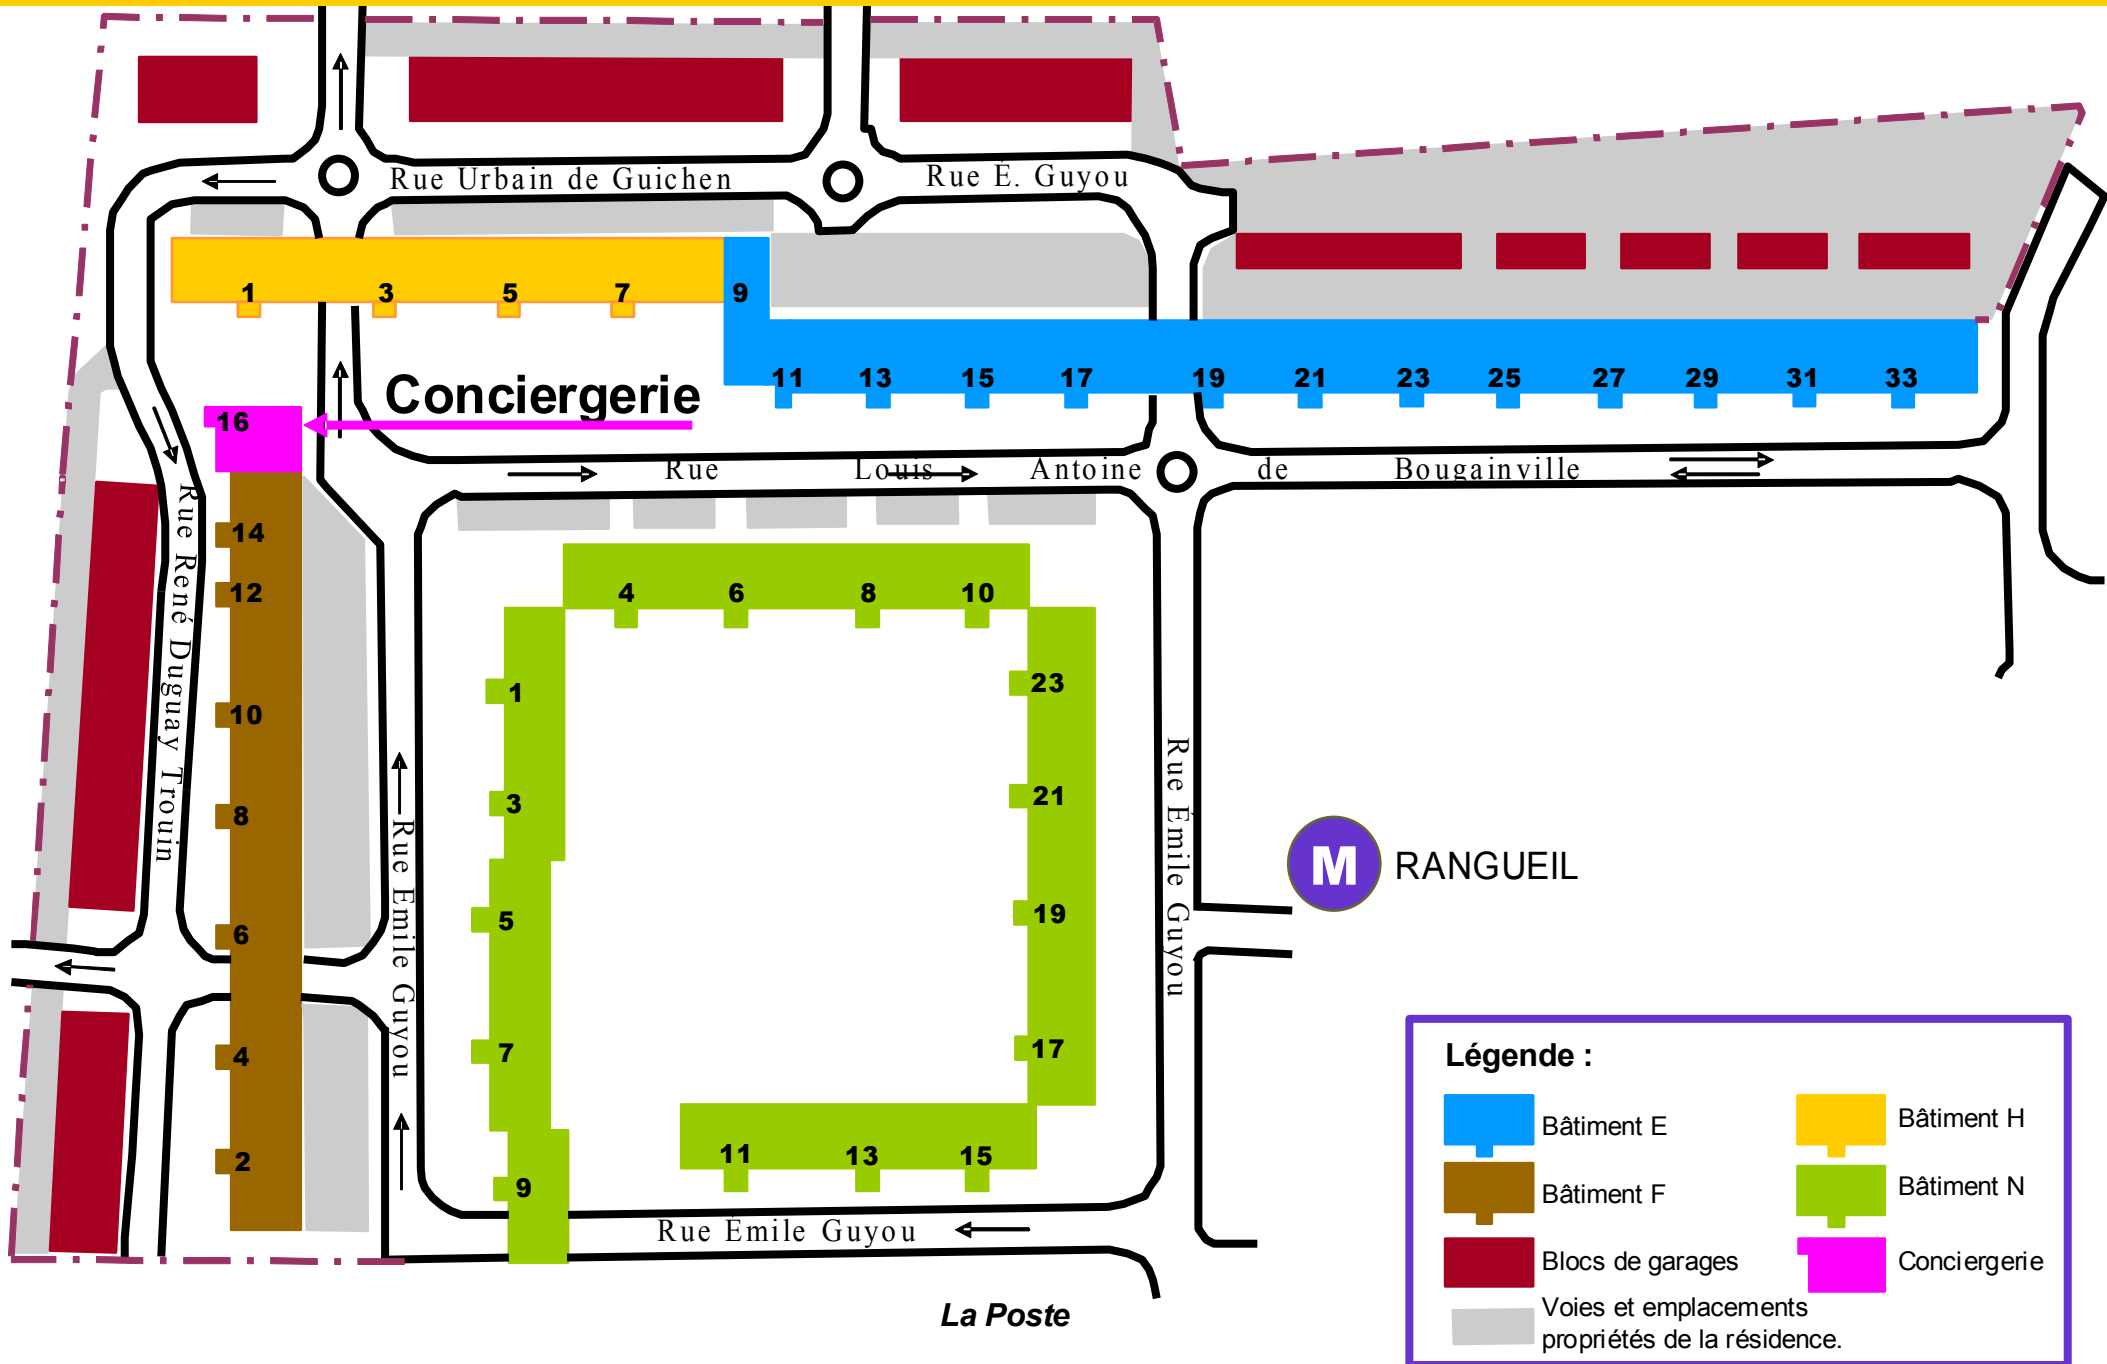 Rue Urbain de Guichen
Rue É. Guyou
1
3
5
7
9
11
13
15
17
19
21
23
25
27
29
31
33
Conciergerie
16
Rue Louis Antoine de Bougainville
Rue René Duguay Trouin
14
12
10
8
6
4
2
4
6
8
10
1
3
5
7
9
23
21
19
17
11
13
15
Rue Emile Guyou
Rue Émile Guyou
Rue Émile Guyou
M
RANGUEIL
La Poste
Légende :
Bâtiment E
Bâtiment H
Bâtiment F
Bâtiment N
Blocs de garages
Conciergerie
Voies et emplacements
propriétés de la résidence.